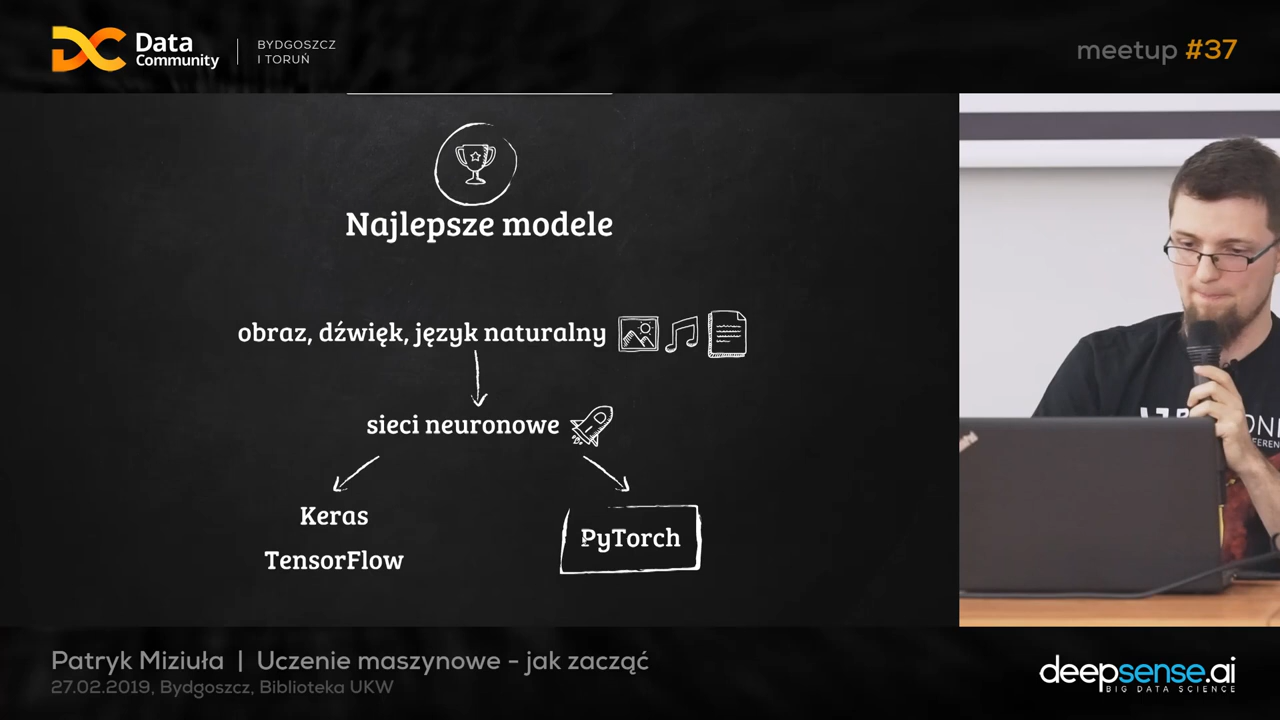 Data
Community
BYDGOSZCZ
I TORUŃ
meetup #37
Najlepsze modele
obraz, dźwięk, język naturalny
sieci neuronowe
Keras
TensorFlow
PyTorch
Patryk Miziuła | Uczenie maszynowe - jak zacząć
27.02.2019, Bydgoszcz, Biblioteka UKW
deepsense.ai
BIG DATA SCIENCE